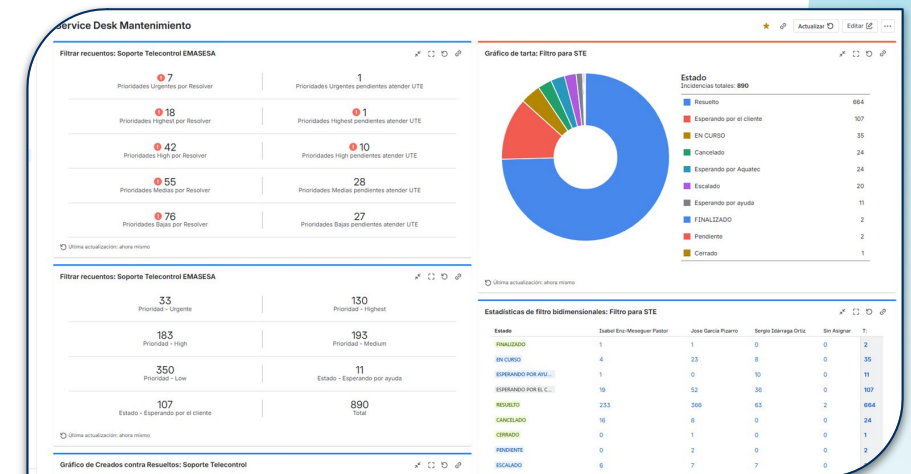 Service Desk Mantenimiento
Actualizar
Editar
Filtrar recuentos: Soporte Telecontrol EMASESA
7
Prioridades Urgentes por Resolver
1
Prioridades Urgentes pendientes atender UTE
18
Prioridades Highest por Resolver
1
Prioridades Highest pendientes atender UTE
42
Prioridades High por Resolver
10
Prioridades High pendientes atender UTE
55
Prioridades Medias por Resolver
28
Prioridades Medias pendientes atender UTE
76
Prioridades Bajas por Resolver
27
Prioridades Bajas pendientes atender UTE
Última actualización: ahora mismo
Filtrar recuentos: Soporte Telecontrol EMASESA
33
Prioridad - Urgente
130
Prioridad - Highest
183
Prioridad - High
193
Prioridad - Medium
350
Prioridad - Low
11
Estado - Esperando por ayuda
107
Estado - Esperando por el cliente
890
Total
Última actualización: ahora mismo
Gráfico de Creados contra Resueltos: Soporte Telecontrol
Gráfico de tarta: Filtro para STE
Estado
Incidencias totales: 890
Resuelto 664
Esperando por el cliente 107
EN CURSO 35
Cancelado 24
Esperando por Aquatec 24
Escalado 20
Esperando por ayuda 11
FINALIZADO 2
Pendiente 2
Cerrado 1
Última actualización: ahora mismo
Estadísticas de filtro bidimensionales: Filtro para STE
Estado Isabel Enz-Meseguer Pastor Jose García Pizarro Sergio Idárraga Ortiz Sin Asignar T:
FINALIZADO 1 1 0 0 2
EN CURSO 4 23 8 0 35
ESPERANDO POR AYU... 1 0 10 0 11
ESPERANDO POR EL C... 19 52 36 0 107
RESUELTO 233 366 63 2 664
CANCELADO 16 8 0 0 24
CERRADO 0 1 0 0 1
PENDIENTE 0 2 0 0 2
ESCALADO 6 7 7 0